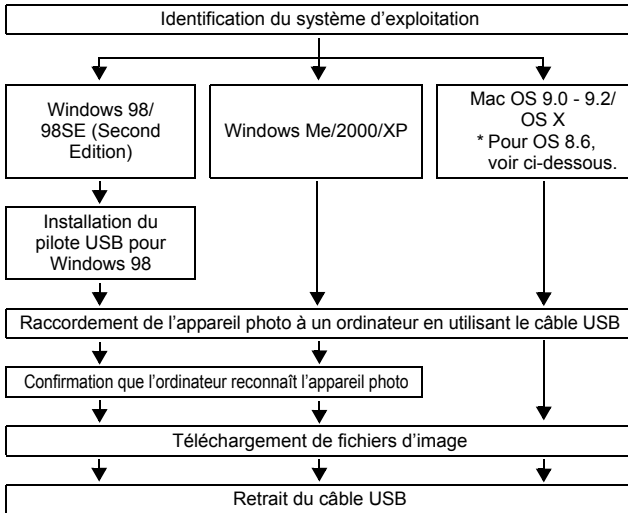 Identification du système d'exploitation
Windows 98/
98SE (Second
Edition)
Windows Me/2000/XP
Mac OS 9.0 - 9.2/
OS X
* Pour OS 8.6,
voir ci-dessous.
Installation du
pilote USB pour
Windows 98
Raccordement de l'appareil photo à un ordinateur en utilisant le câble USB
Confirmation que l'ordinateur reconnaît l'appareil photo
Téléchargement de fichiers d'image
Retrait du câble USB